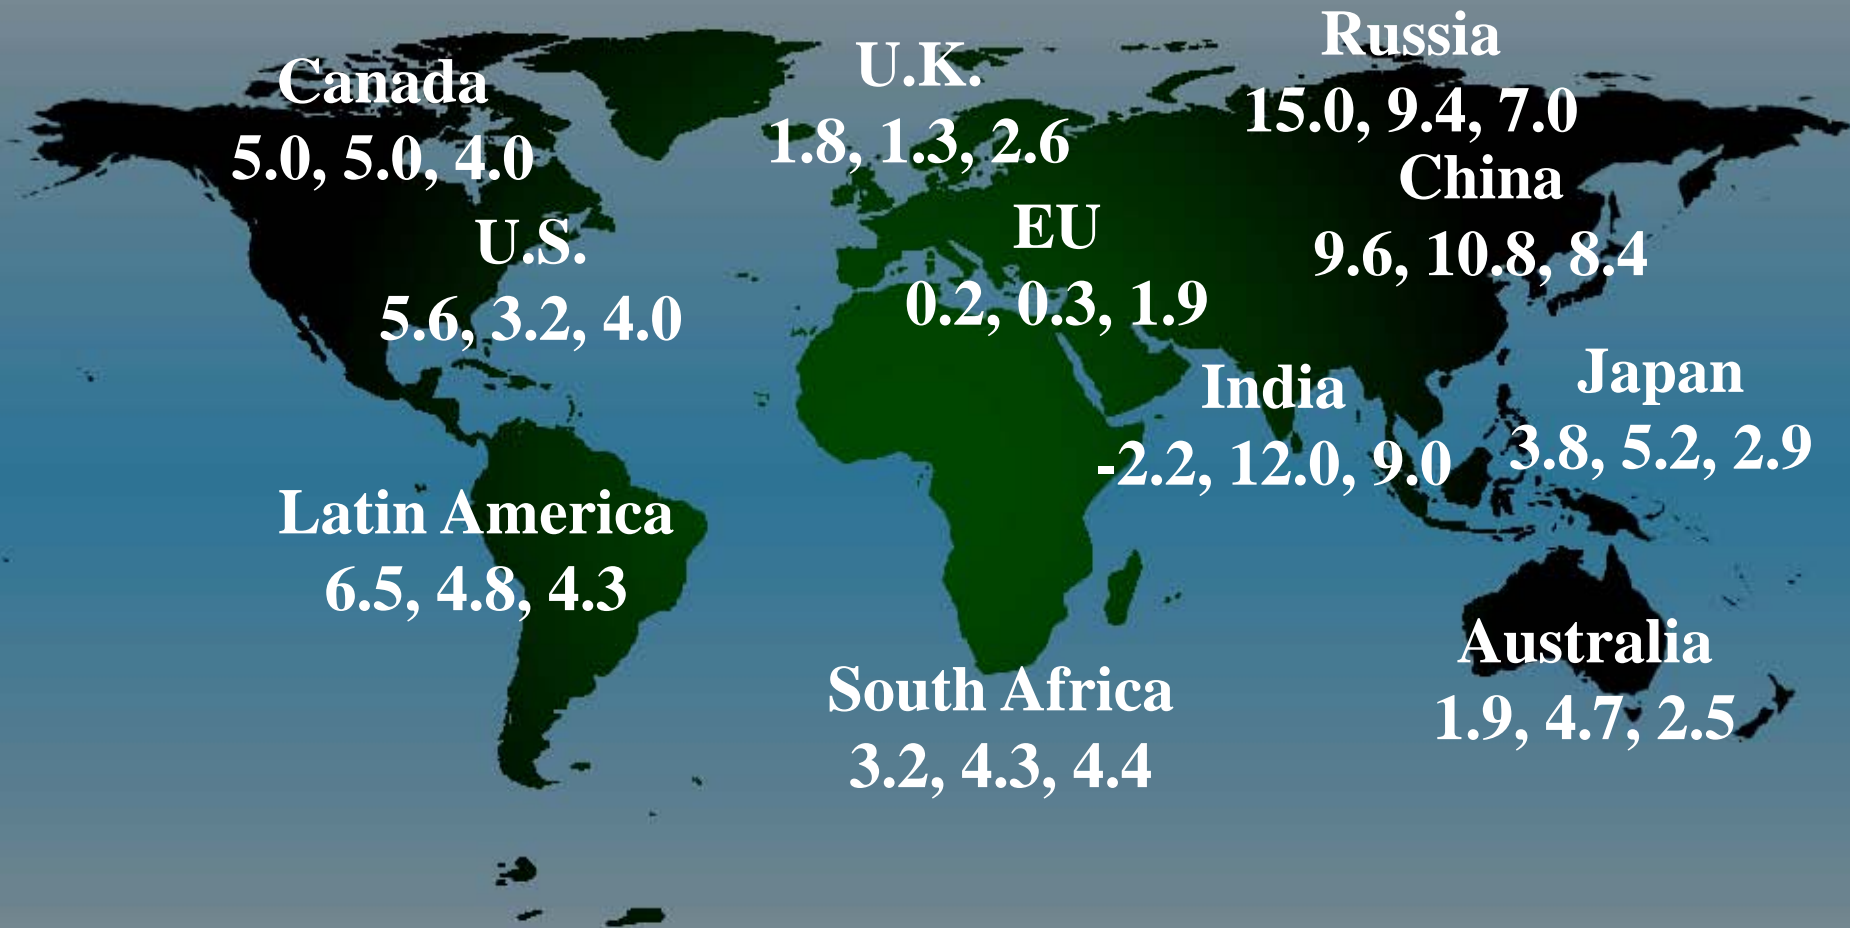 Canada
5.0, 5.0, 4.0
U.S.
5.6, 3.2, 4.0
Latin America
6.5, 4.8, 4.3
U.K.
1.8, 1.3, 2.6
EU
0.2, 0.3, 1.9
South Africa
3.2, 4.3, 4.4
Russia
15.0, 9.4, 7.0
China
9.6, 10.8, 8.4
India
-2.2, 12.0, 9.0
Japan
3.8, 5.2, 2.9
Australia
1.9, 4.7, 2.5